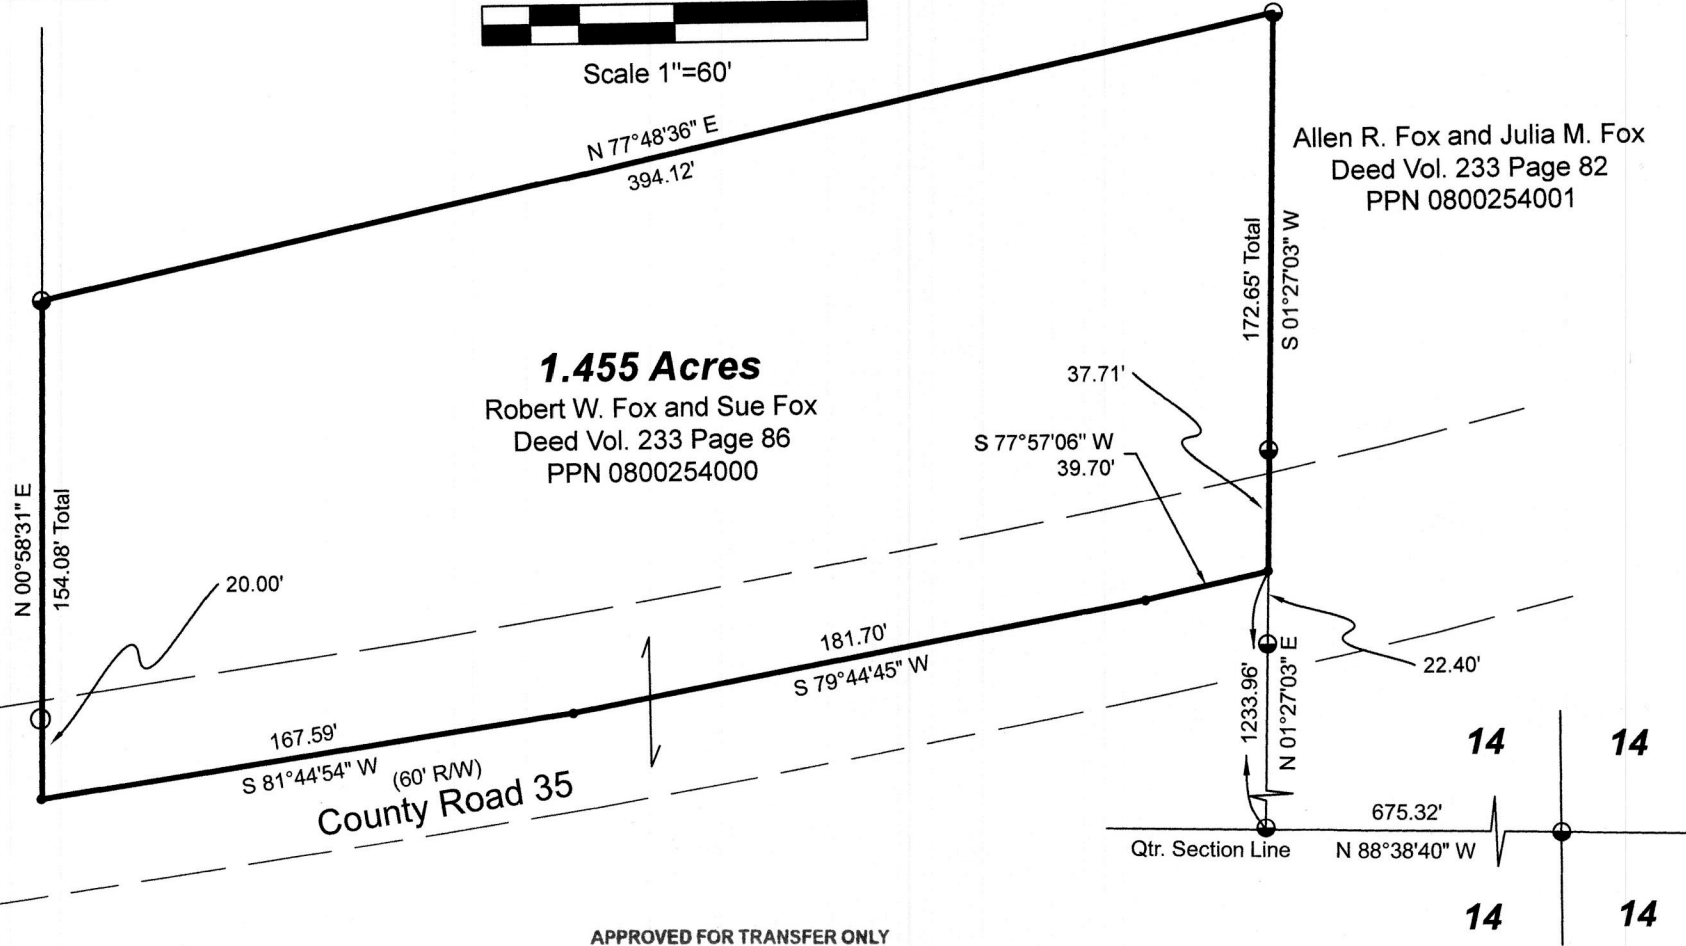 Scale 1"=60'
N 77°48'36" E
394.12'
Allen R. Fox and Julia M. Fox
Deed Vol. 233 Page 82
PPN 0800254001
172.65' Total
S 01°27'03" W
1.455 Acres
Robert W. Fox and Sue Fox
Deed Vol. 233 Page 86
PPN 0800254000
37.71'
S 77°57'06" W
39.70'
N 00°58'31" E
154.08' Total
20.00'
181.70'
S 79°44'45" W
22.40'
1233.96'
N 01°27'03" E
167.59'
S 81°44'54" W
(60' R/W)
County Road 35
14
14
675.32'
Qtr. Section Line
N 88°38'40" W
14
14
APPROVED FOR TRANSFER ONLY